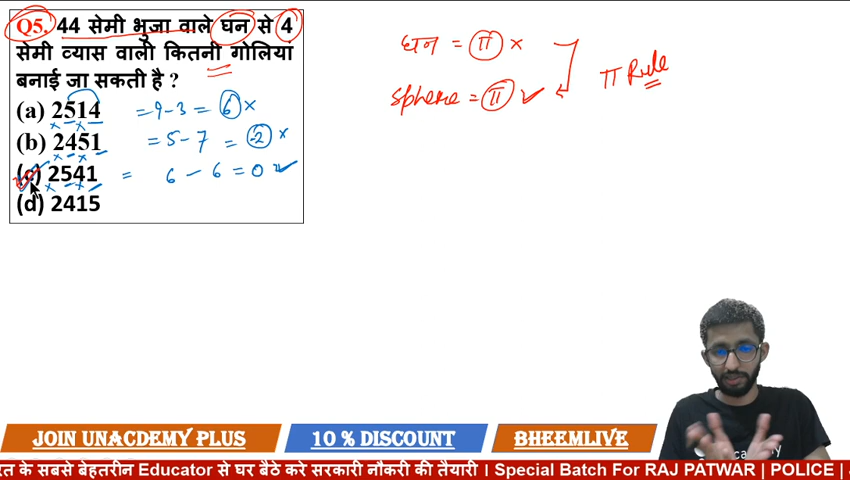 Q5. 44 सेमी भुजा वाले घन से 4
सेमी व्यास वाली कितनी गोलियां
बनाई जा सकती है ?
(a) 2514 = 9 - 3 = 6 ×
(b) 2451 = 5 - 7 = -2 ×
(c) 2541 = 6 - 6 = 0 ✓
(d) 2415
घन = π ×
Sphere = π ✓
π Rule
JOIN UNACDEMY PLUS
10 % DISCOUNT
BHEEMLIVE
रत के सबसे बेहतरीन Educator से घर बैठे करे सरकारी नौकरी की तैयारी । Special Batch For RAJ PATWAR | POLICE |